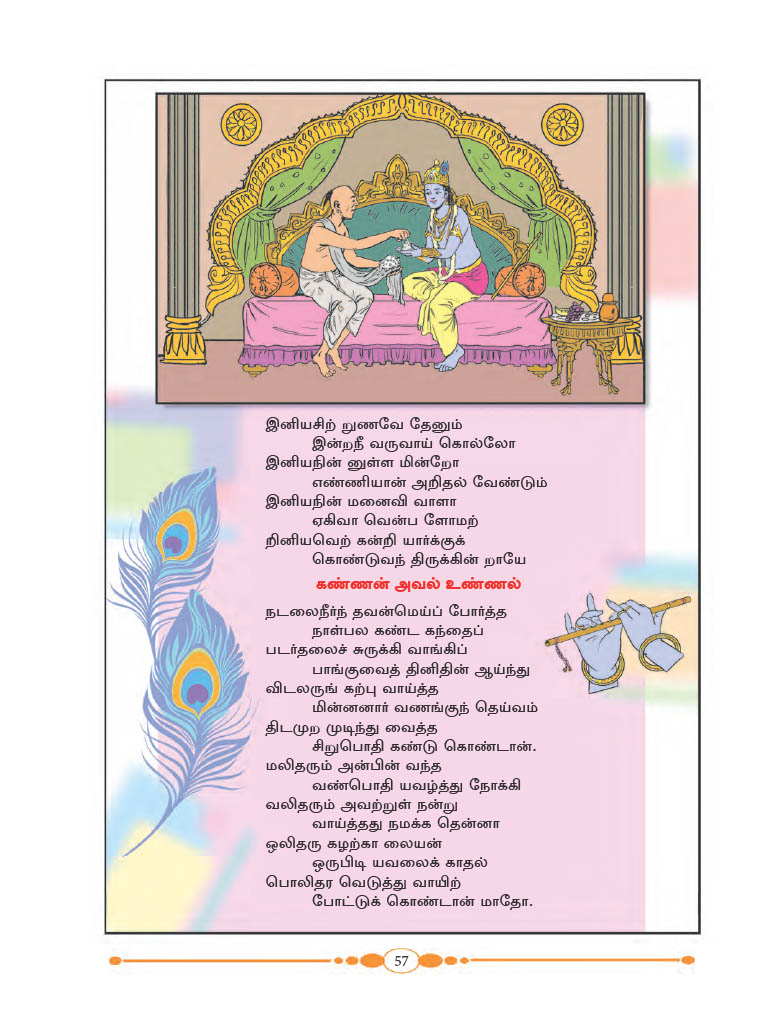 இனியசிற் றுணவே தேனும்
இன்றநீ வருவாய் கொல்லோ
இனியநின் னுள்ள மின்றோ
எண்ணியான் அறிதல் வேண்டும்
இனியநின் மனைவி வாளா
ஏகிவா வென்ப ளோமற்
றினியவெற் கன்றி யார்க்குக்
கொண்டுவந் திருக்கின் றாயே
கண்ணன் அவல் உண்ணல்
நடலைநீர்ந் தவன்மெய்ப் போர்த்த
நாள்பல கண்ட கந்தைப்
படர்தலைச் சுருக்கி வாங்கிப்
பாங்குவைத் தினிதின் ஆய்ந்து
விடலருங் கற்பு வாய்த்த
மின்னனார் வணங்குந் தெய்வம்
திடமுற முடிந்து வைத்த
சிறுபொதி கண்டு கொண்டான்.
மலிதரும் அன்பின் வந்த
வண்பொதி யவழ்த்து நோக்கி
வலிதரும் அவற்றுள் நன்று
வாய்த்தது நமக்க தென்னா
ஒலிதரு கழற்கா லையன்
ஒருபிடி யவலைக் காதல்
பொலிதர வெடுத்து வாயிற்
போட்டுக் கொண்டான் மாதோ.
57